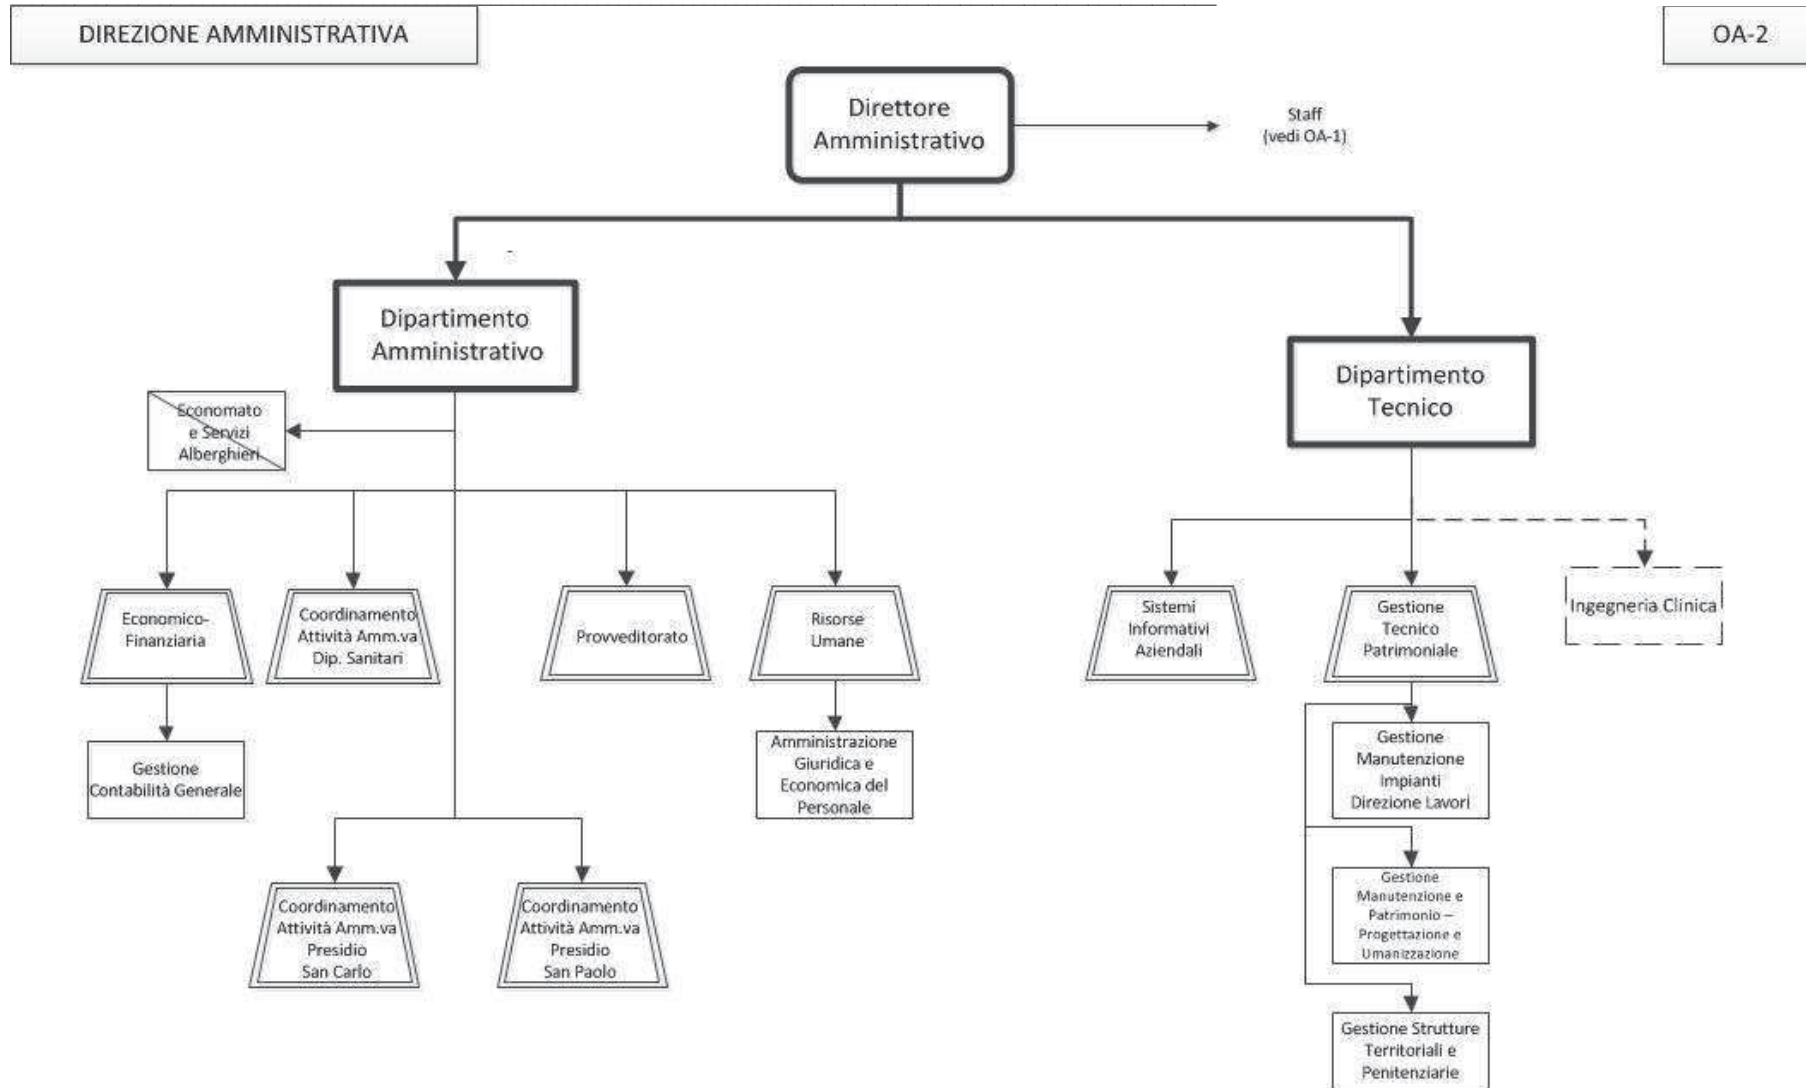 DIREZIONE AMMINISTRATIVA
OA-2
Direttore
Amministrativo
Staff
(vedi OA-1)
Dipartimento
Amministrativo
Dipartimento
Tecnico
Economato
e Servizi
Alberghieri
Economico-
Finanziaria
Coordinamento
Attività Amm.va
Dip. Sanitari
Provveditorato
Risorse
Umane
Sistemi
Informativi
Aziendali
Gestione
Tecnico
Patrimoniale
Ingegneria Clinica
Gestione
Contabilità Generale
Amministrazione
Giuridica e
Economica del
Personale
Gestione
Manutenzione
Impianti
Direzione Lavori
Coordinamento
Attività Amm.va
Presidio
San Carlo
Coordinamento
Attività Amm.va
Presidio
San Paolo
Gestione
Manutenzione e
Patrimonio –
Progettazione e
Umanizzazione
Gestione Strutture
Territoriali e
Penitenziarie